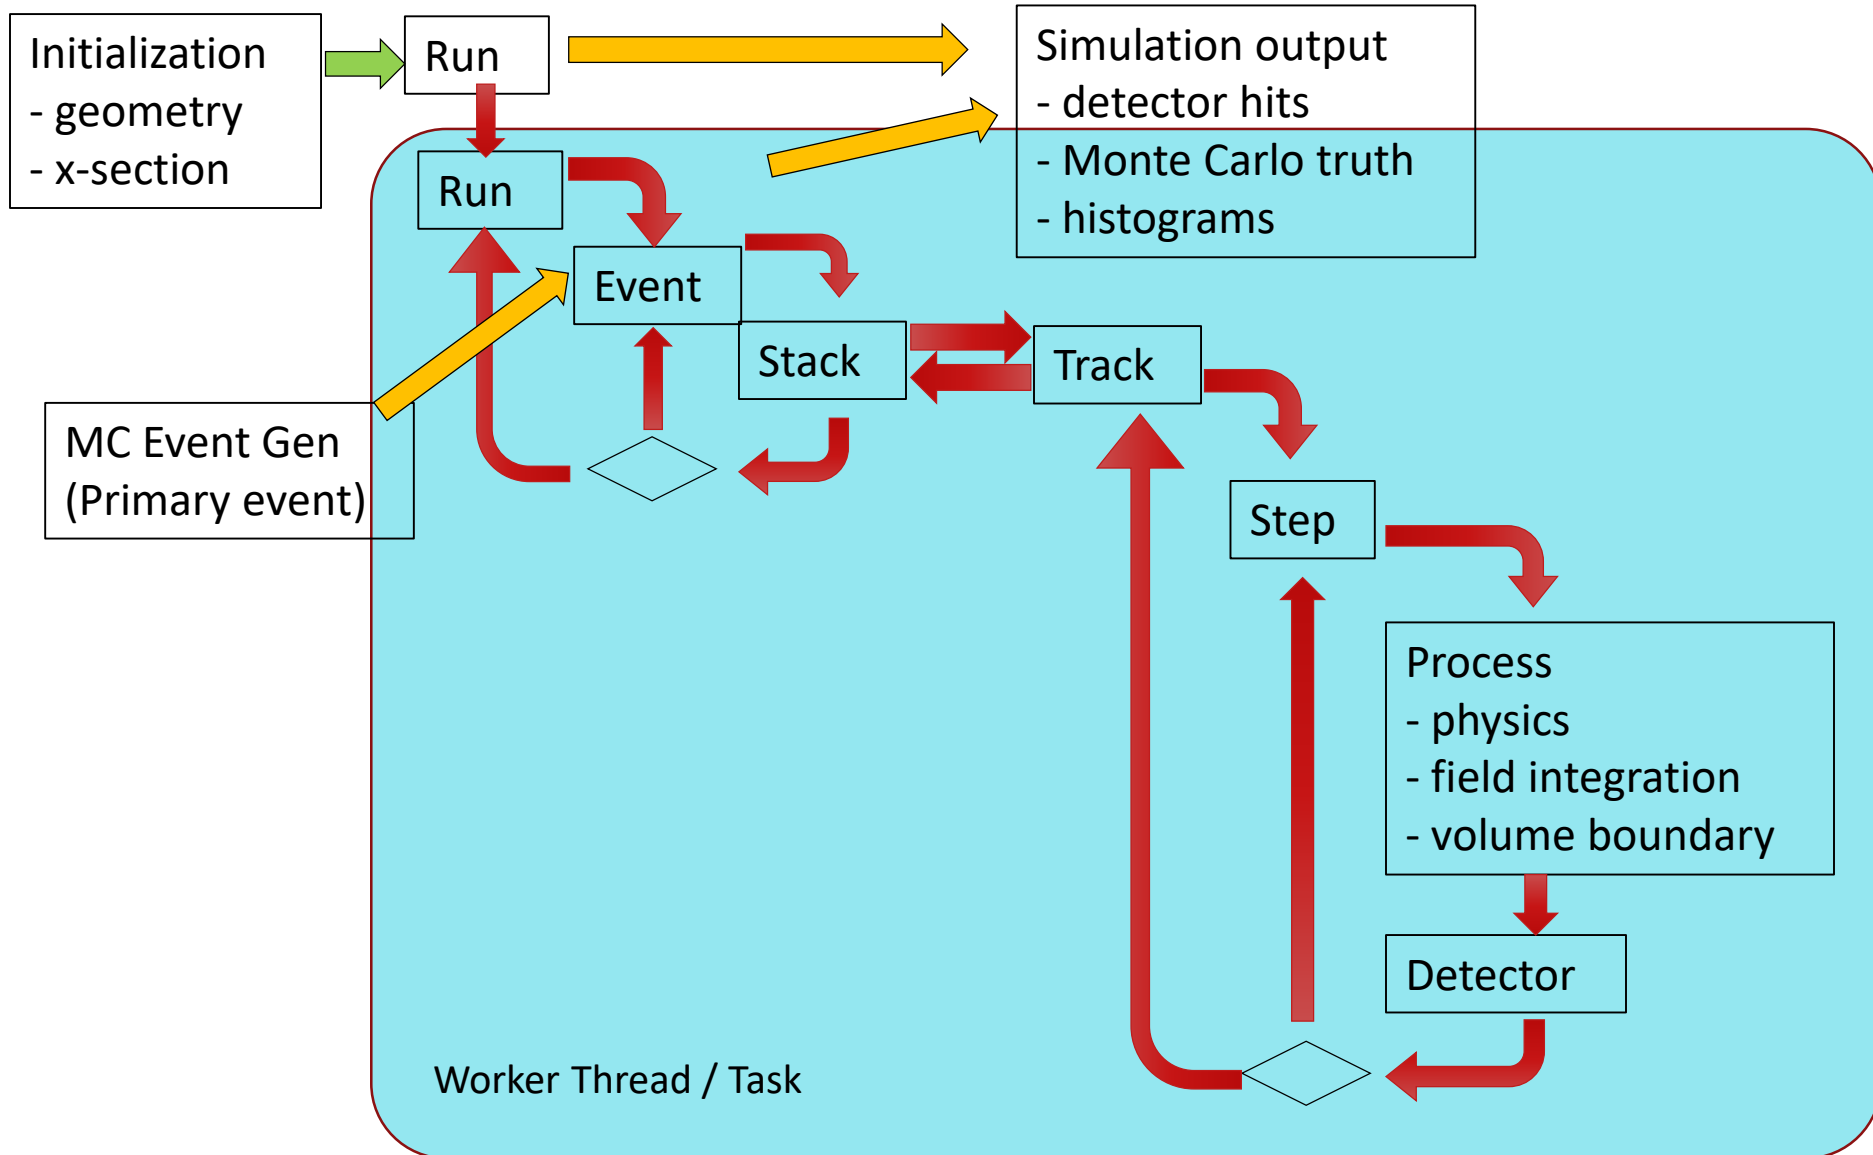 Initialization
- geometry
- x-section
Run
Simulation output
- detector hits
- Monte Carlo truth
- histograms
Run
Event
Stack
Track
MC Event Gen
(Primary event)
Step
Process
- physics
- field integration
- volume boundary
Detector
Worker Thread / Task